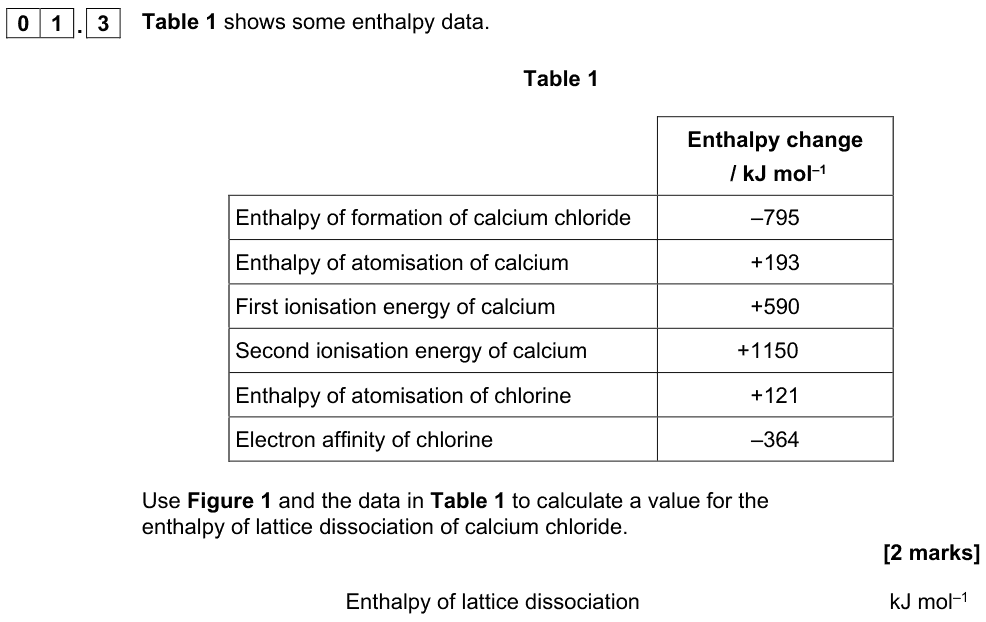 0 1 . 3 Table 1 shows some enthalpy data.
Table 1
Enthalpy change
/ kJ mol⁻¹
Enthalpy of formation of calcium chloride –795
Enthalpy of atomisation of calcium +193
First ionisation energy of calcium +590
Second ionisation energy of calcium +1150
Enthalpy of atomisation of chlorine +121
Electron affinity of chlorine –364
Use Figure 1 and the data in Table 1 to calculate a value for the
enthalpy of lattice dissociation of calcium chloride.
[2 marks]
Enthalpy of lattice dissociation kJ mol⁻¹